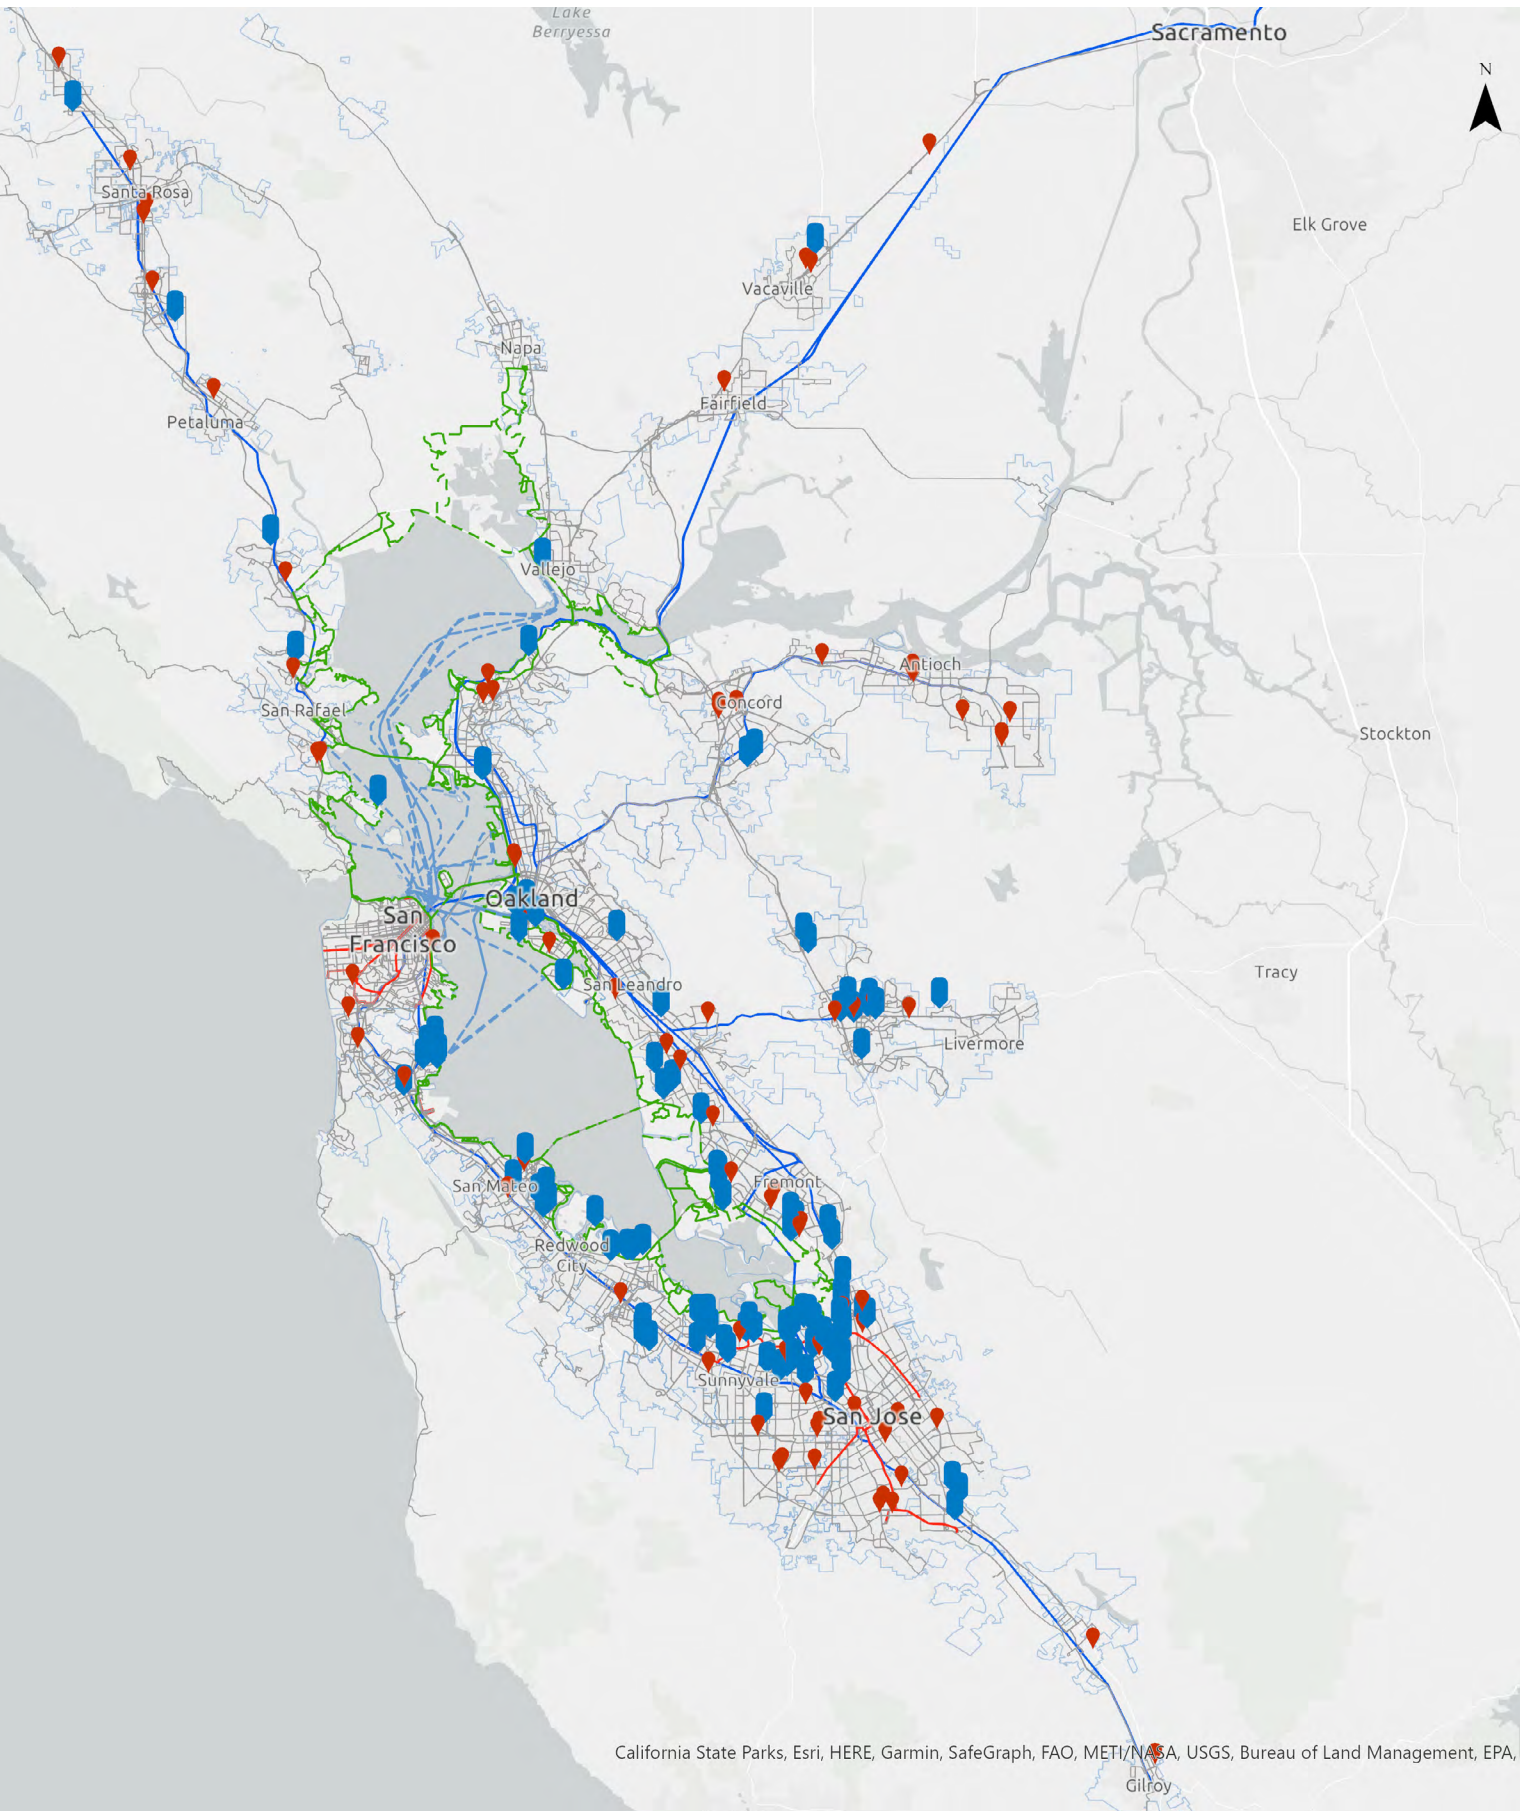 Lake
Berryessa
Sacramento
N
Santa Rosa
Elk Grove
Vacaville
Napa
Fairfield
Petaluma
Vallejo
Antioch
Concord
San Rafael
Stockton
Oakland
San
Francisco
Tracy
San Leandro
Livermore
Fremont
San Mateo
Redwood
City
Sunnyvale
San Jose
California State Parks, Esri, HERE, Garmin, SafeGraph, FAO, METI/NASA, USGS, Bureau of Land Management, EPA,
Gilroy